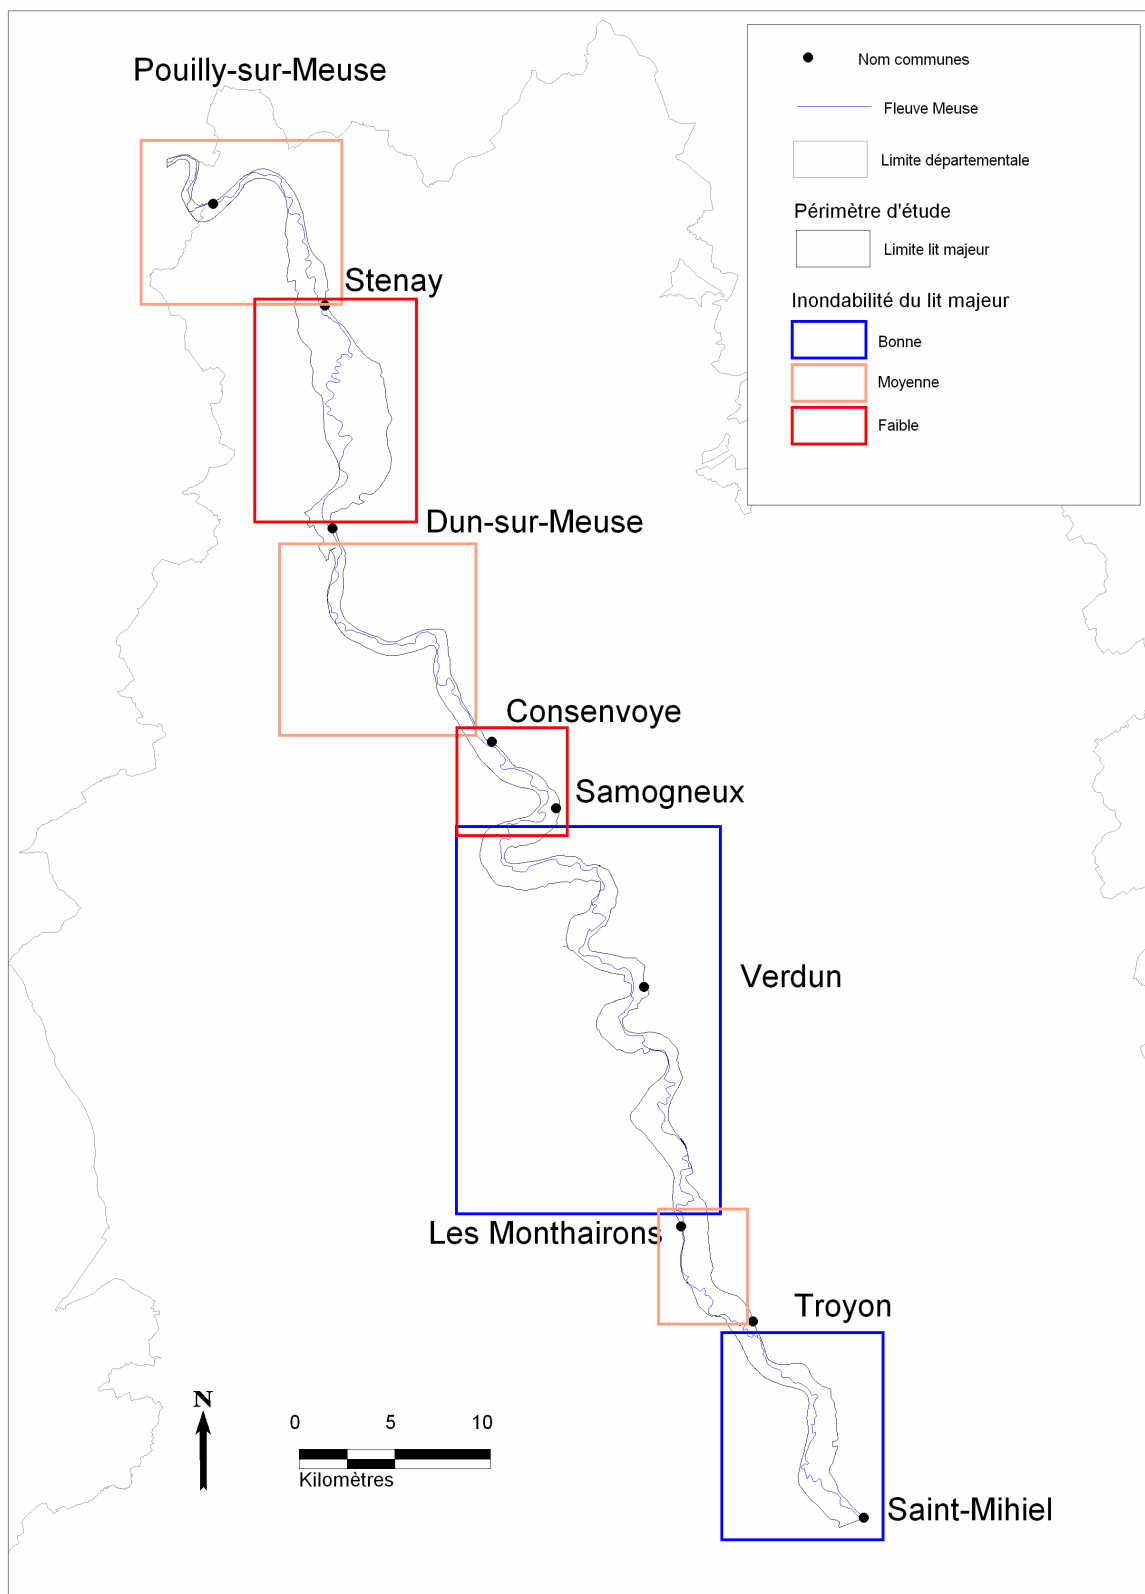 Pouilly-sur-Meuse
Nom communes
Fleuve Meuse
Limite départementale
Périmètre d'étude
Limite lit majeur
Inondabilité du lit majeur
Bonne
Moyenne
Faible
Stenay
Dun-sur-Meuse
Consenvoye
Samogneux
Verdun
Les Monthairons
Troyon
Saint-Mihiel
N
0 5 10
Kilomètres